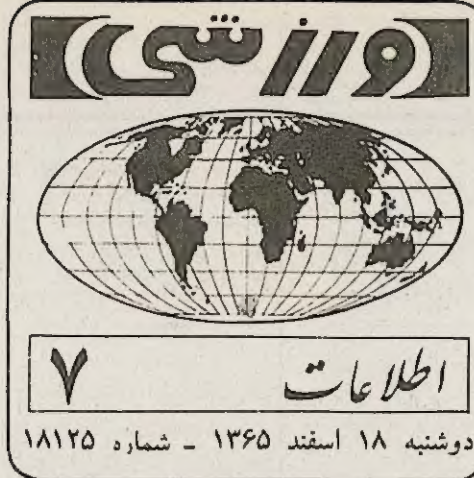 ورزشی
اطلاعات ۷
دوشنبه ۱۸ اسفند ۱۳۶۵ ـ شماره ۱۸۱۲۵